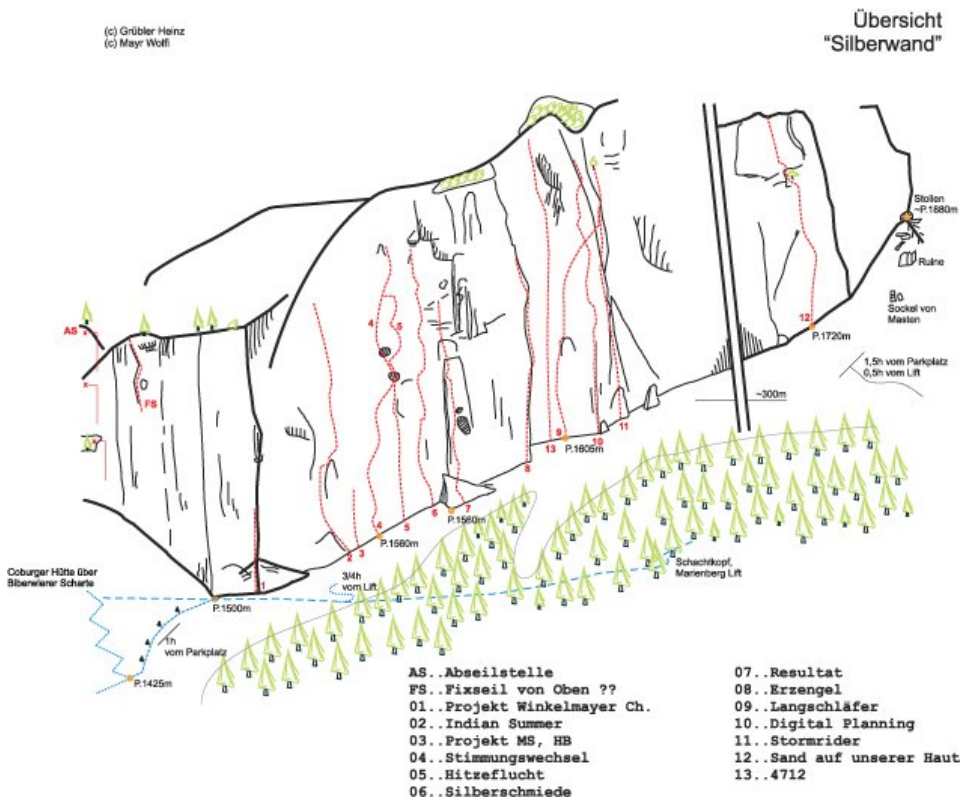 (c) Grübler Heinz
(c) Mayr Wolfi
Übersicht
"Silberwand"
Stollen
~P.1880m
Ruine
Sockel von
Masten
12
P.1720m
1,5h vom Parkplatz
0,5h vom Lift
~300m
AS
FS
4
5
11
9
13
10
P.1605m
8
6
7
P.1560m
5
4
P.1560m
3
2
1
Coburger Hütte über
Biberwierer Scharte
3/4h
vom Lift
Schachtkopf,
Marienberg Lift
P.1500m
1h
vom Parkplatz
P.1425m
AS..Abseilstelle
FS..Fixseil von Oben ??
01..Projekt Winkelmayer Ch.
02..Indian Summer
03..Projekt MS, HB
04..Stimmungswechsel
05..Hitzeflucht
06..Silberschmiede
07..Resultat
08..Erzengel
09..Langschläfer
10..Digital Planning
11..Stormrider
12..Sand auf unserer Haut
13..4712